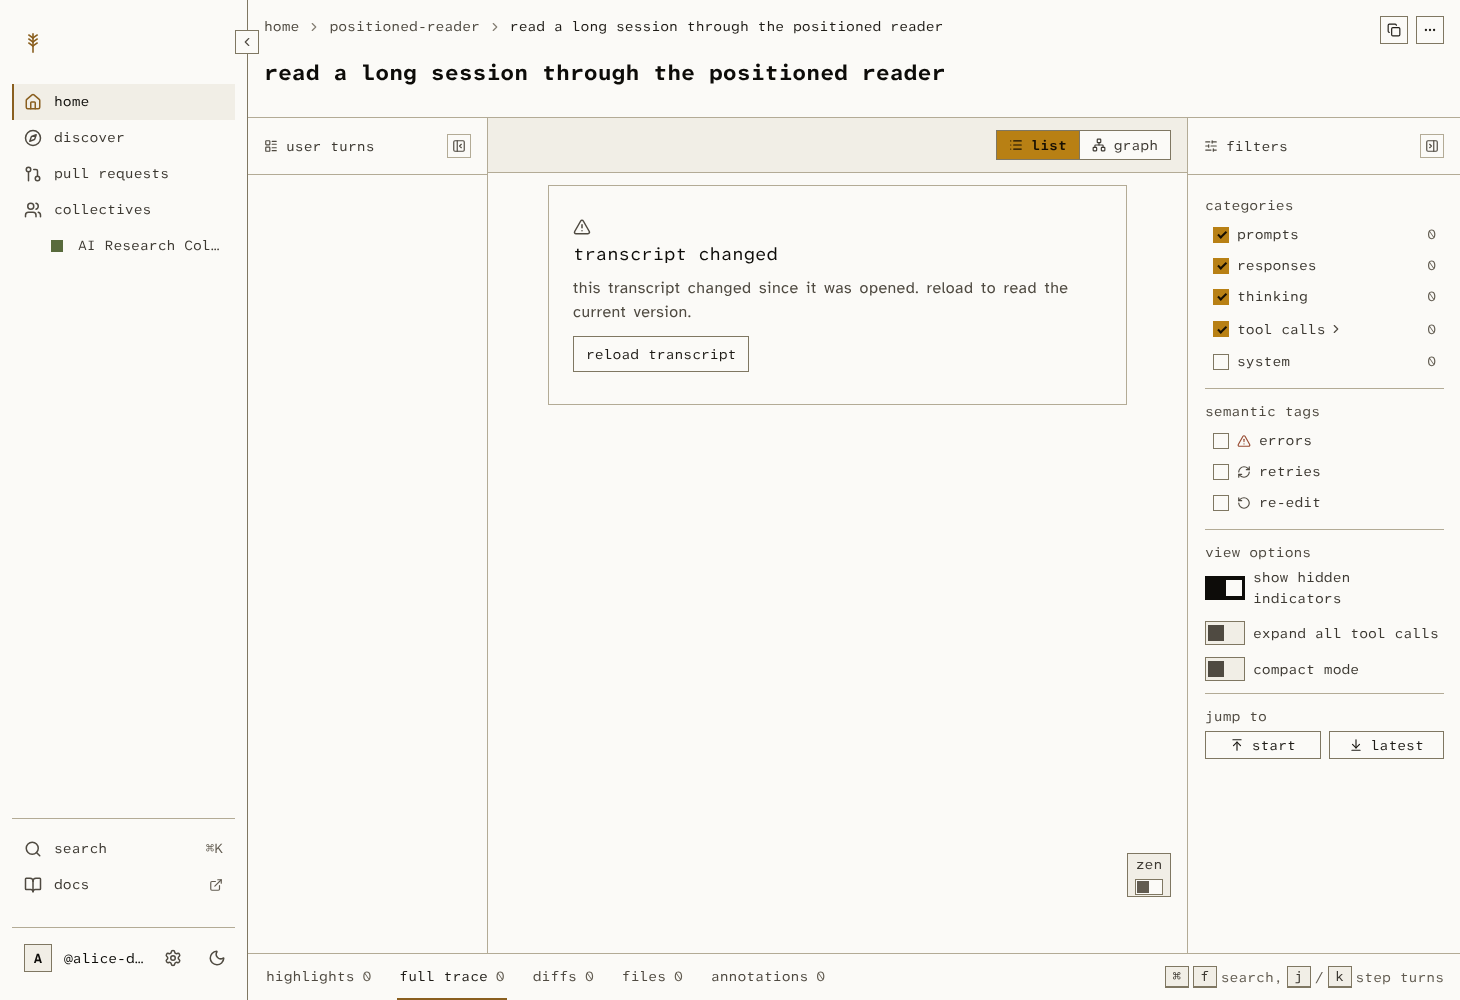 home
discover
pull requests
collectives
AI Research Col…
search ⌘K
docs
A @alice-d…
home > positioned-reader > read a long session through the positioned reader
read a long session through the positioned reader
user turns
list graph
transcript changed
this transcript changed since it was opened. reload to read the
current version.
reload transcript
zen
filters
categories
prompts 0
responses 0
thinking 0
tool calls > 0
system 0
semantic tags
errors
retries
re-edit
view options
show hidden
indicators
expand all tool calls
compact mode
jump to
start latest
highlights 0 full trace 0 diffs 0 files 0 annotations 0
⌘ f search, j / k step turns